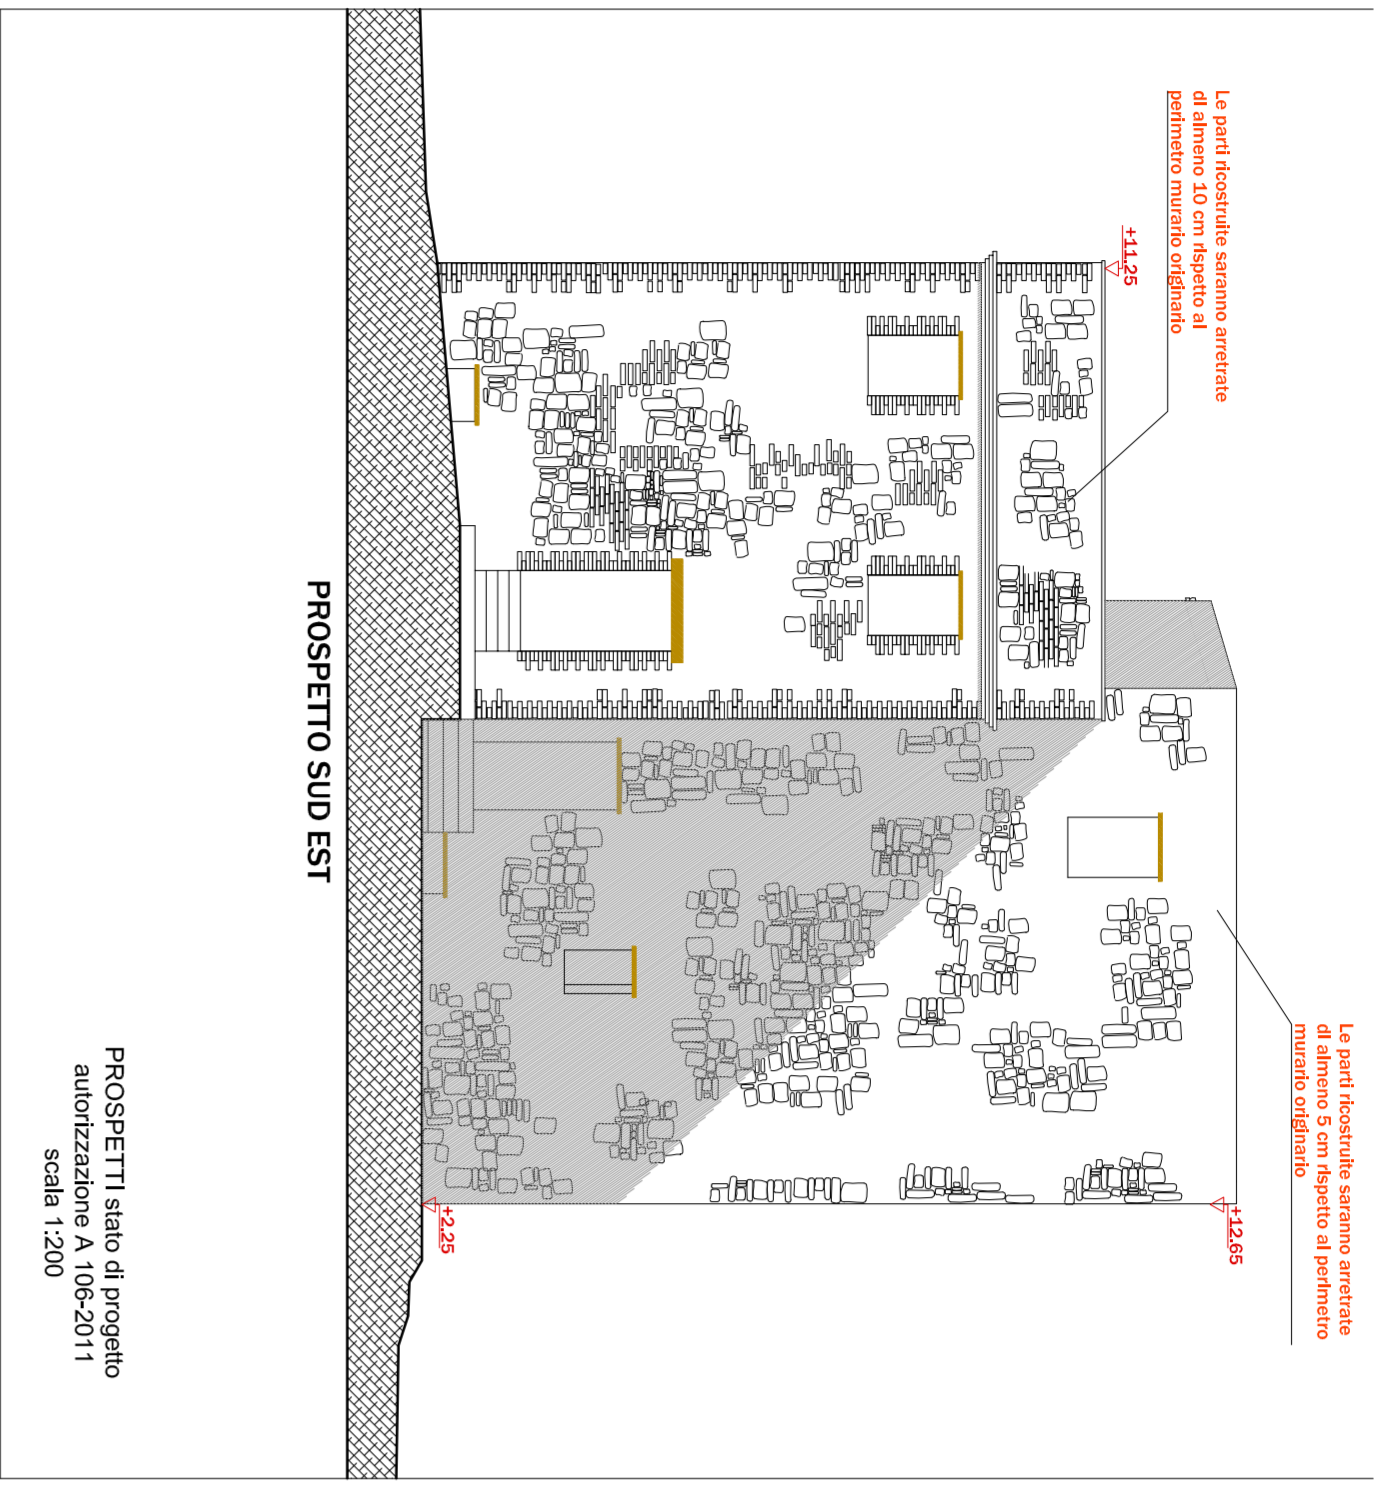 Le parti ricostruite saranno arretrate
di almeno 10 cm rispetto al
perimetro murario originario
+11.25
Le parti ricostruite saranno arretrate
di almeno 5 cm rispetto al perimetro
murario originario
+12.65
+2.25
PROSPETTO SUD EST
PROSPETTI stato di progetto
autorizzazione A 106-2011
scala 1:200